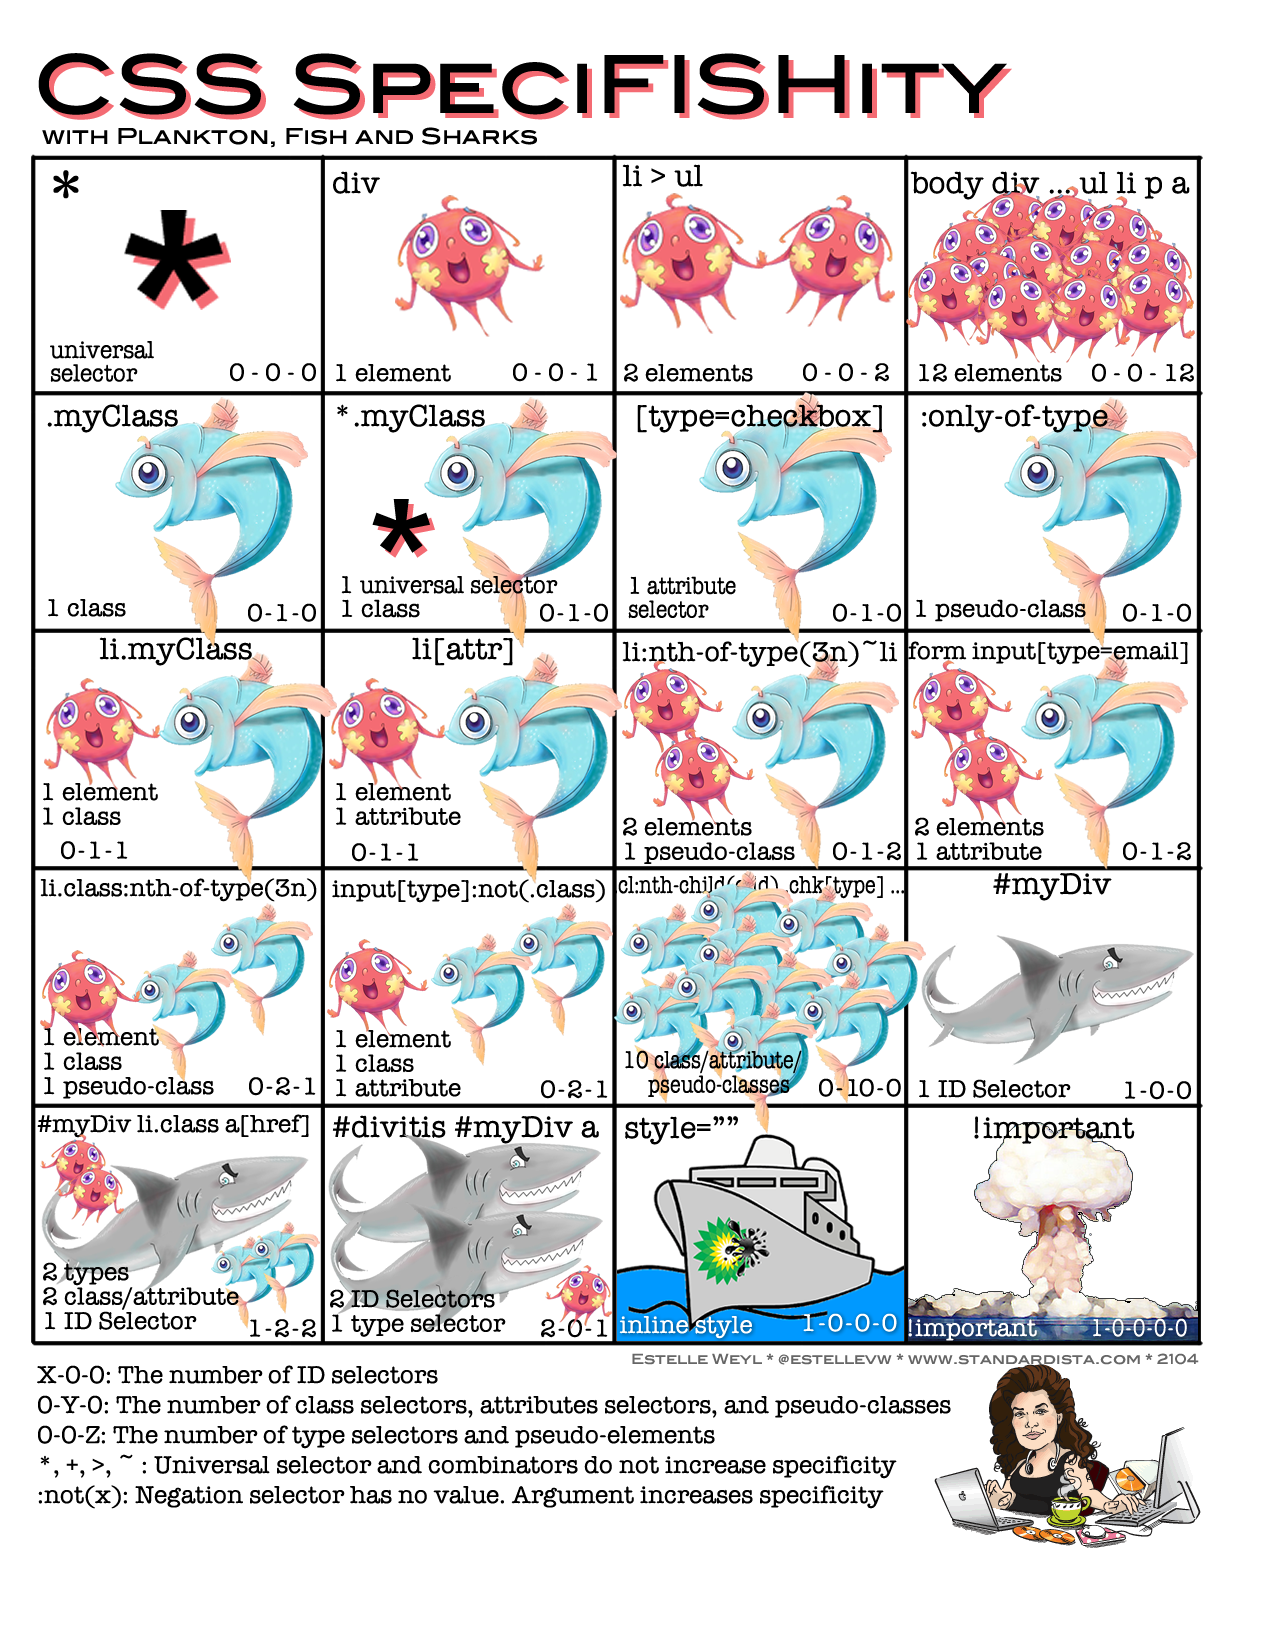 CSS SpeciFISHity
with Plankton, Fish and Sharks
*
*
universal
selector
0-0-0
div
1 element
0-0-1
li > ul
2 elements
0-0-2
body div ... ul li p a
12 elements
0-0-12
.myClass
1 class
0-1-0
*.myClass
*
1 universal selector
1 class
0-1-0
[type=checkbox]
1 attribute
selector
0-1-0
:only-of-type
1 pseudo-class
0-1-0
li.myClass
1 element
1 class
0-1-1
li[attr]
1 element
1 attribute
0-1-1
li:nth-of-type(3n)~li
2 elements
1 pseudo-class
0-1-2
form input[type=email]
2 elements
1 attribute
0-1-2
li.class:nth-of-type(3n)
1 element
1 class
1 pseudo-class
0-2-1
input[type]:not(.class)
1 element
1 class
1 attribute
0-2-1
.chk[type] ...
10 class/attribute/
pseudo-classes
0-10-0
#myDiv
1 ID Selector
1-0-0
#myDiv li.class a[href]
2 types
2 class/attribute
1 ID Selector
1-2-2
#divitis #myDiv a
2 ID Selectors
1 type selector
2-0-1
style=””
inline style
1-0-0-0
!important
!important
1-0-0-0-0
Estelle Weyl * @estellevw * www.standardista.com * 2104
X-0-0: The number of ID selectors
0-Y-0: The number of class selectors, attributes selectors, and pseudo-classes
0-0-Z: The number of type selectors and pseudo-elements
*, +, >, ~ : Universal selector and combinators do not increase specificity
:not(x): Negation selector has no value. Argument increases specificity